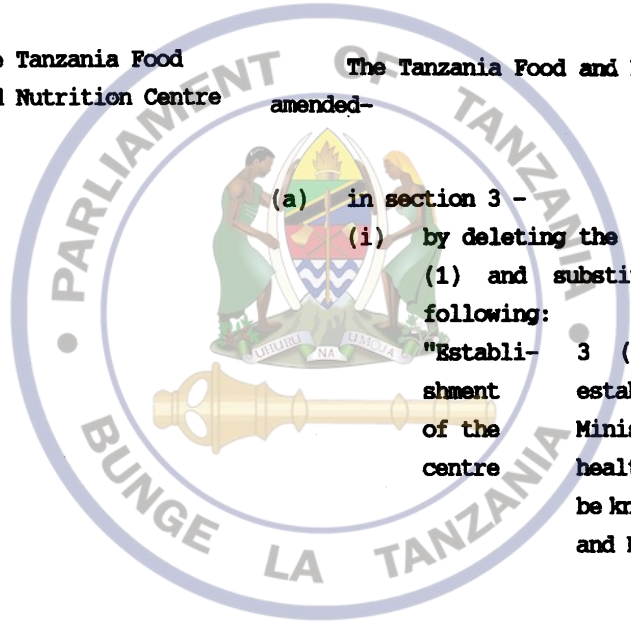 e Tanzania Food
d Nutrition Centre
The Tanzania Food and
amended-
(a) in section 3 -
(i) by deleting the
(1) and substi
following:
"Establi- 3 (
shment estab
of the Minis
centre healt
be kn
and
PARLIAMENT OF TANZANIA
UHURU NA UMOJA
BUNGE LA TANZANIA